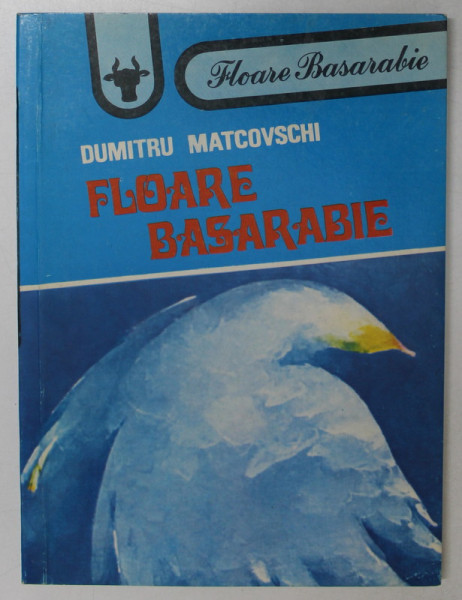 Floare Basarabie
DUMITRU MATCOVSCHI
FLOARE
BASARABIE